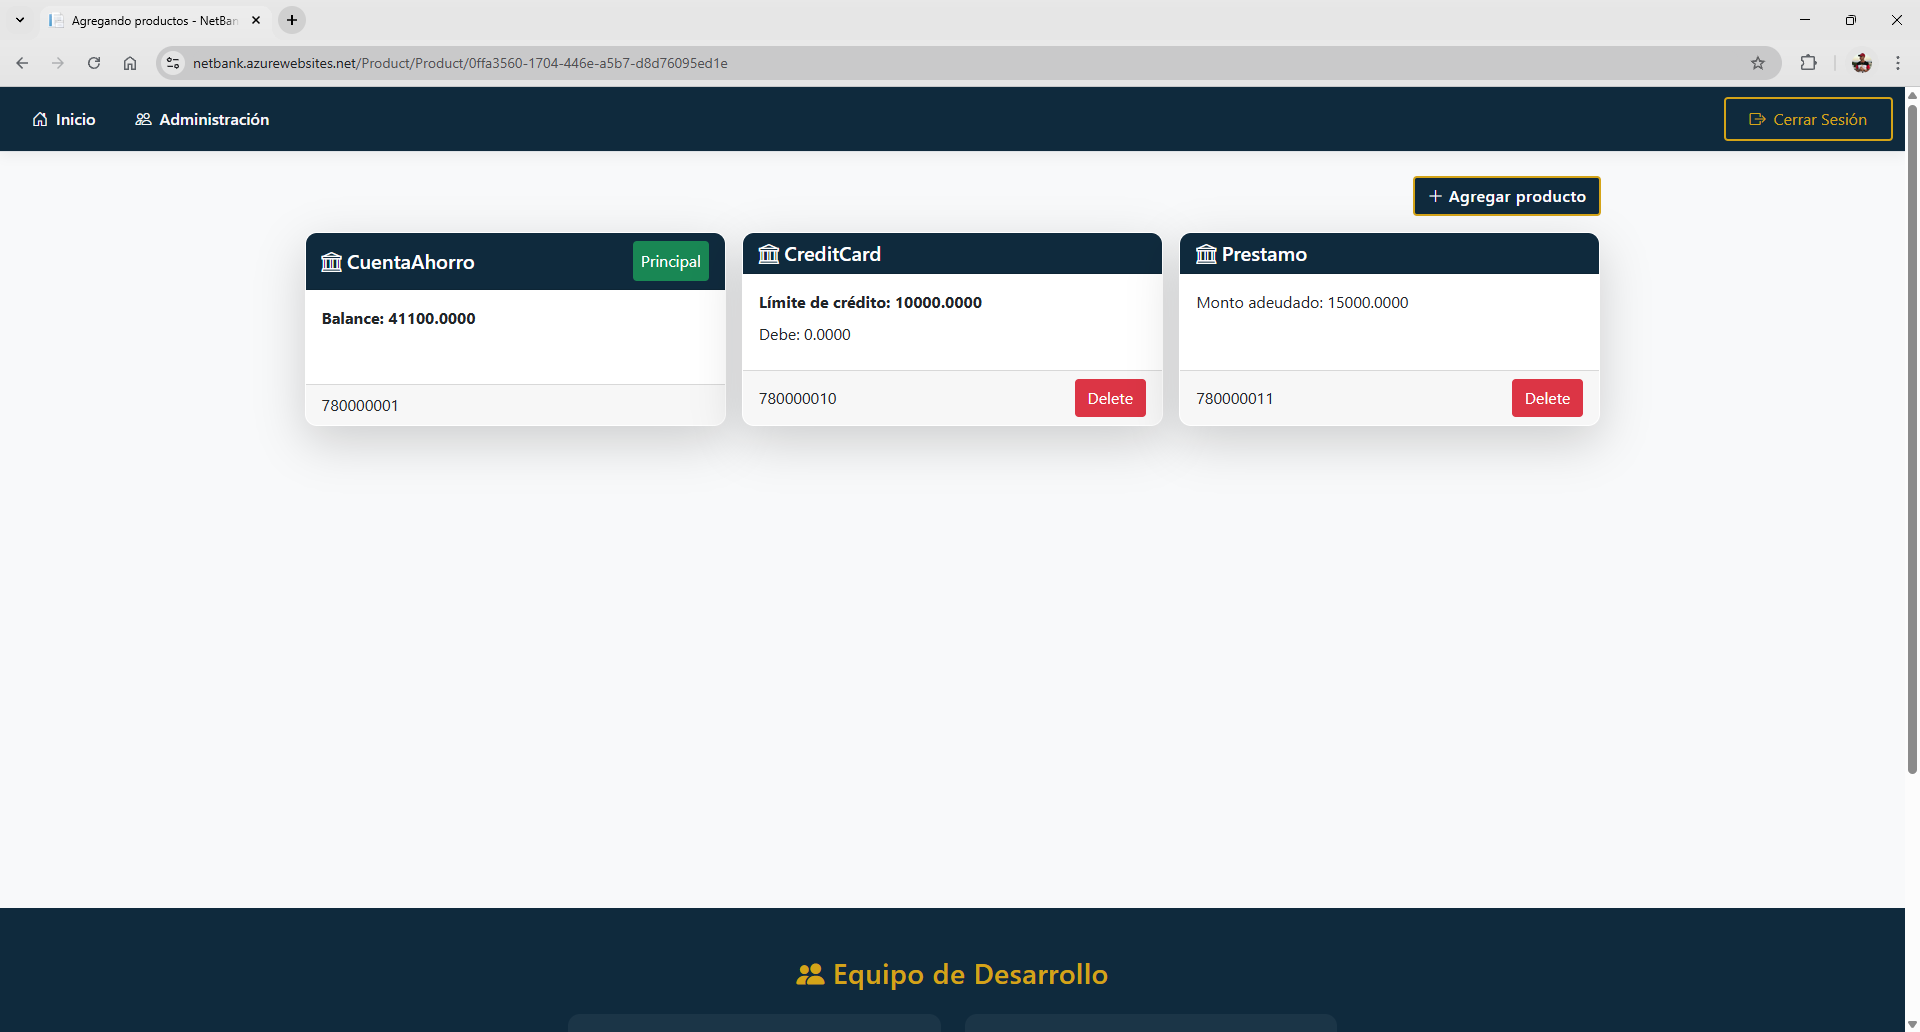 Agregando productos - NetBan
netbank.azurewebsites.net/Product/Product/0ffa3560-1704-446e-a5b7-d8d76095ed1e
Inicio
Administración
Cerrar Sesión
+ Agregar producto
CuentaAhorro
Principal
Balance: 41100.0000
780000001
CreditCard
Límite de crédito: 10000.0000
Debe: 0.0000
780000010
Delete
Prestamo
Monto adeudado: 15000.0000
780000011
Delete
Equipo de Desarrollo